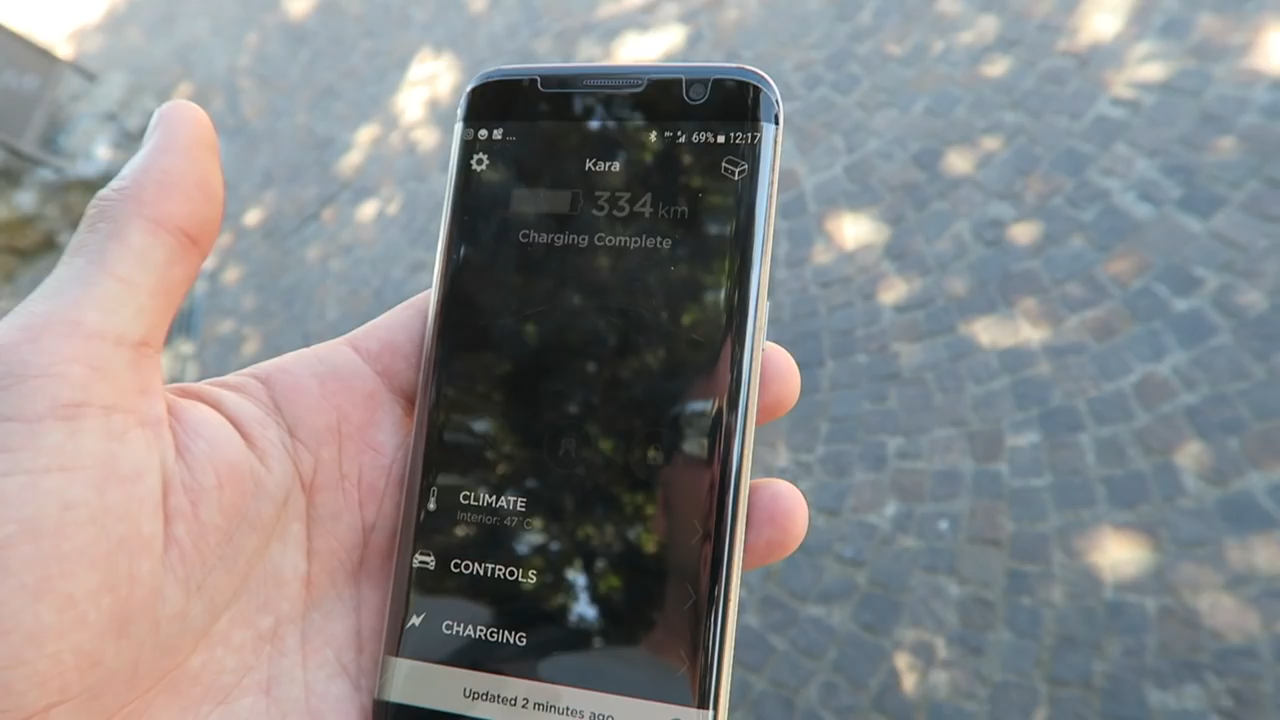 69% 12:17
Kara
334 km
Charging Complete
CLIMATE
Interior: 47°C
CONTROLS
CHARGING
Updated 2 minutes ago